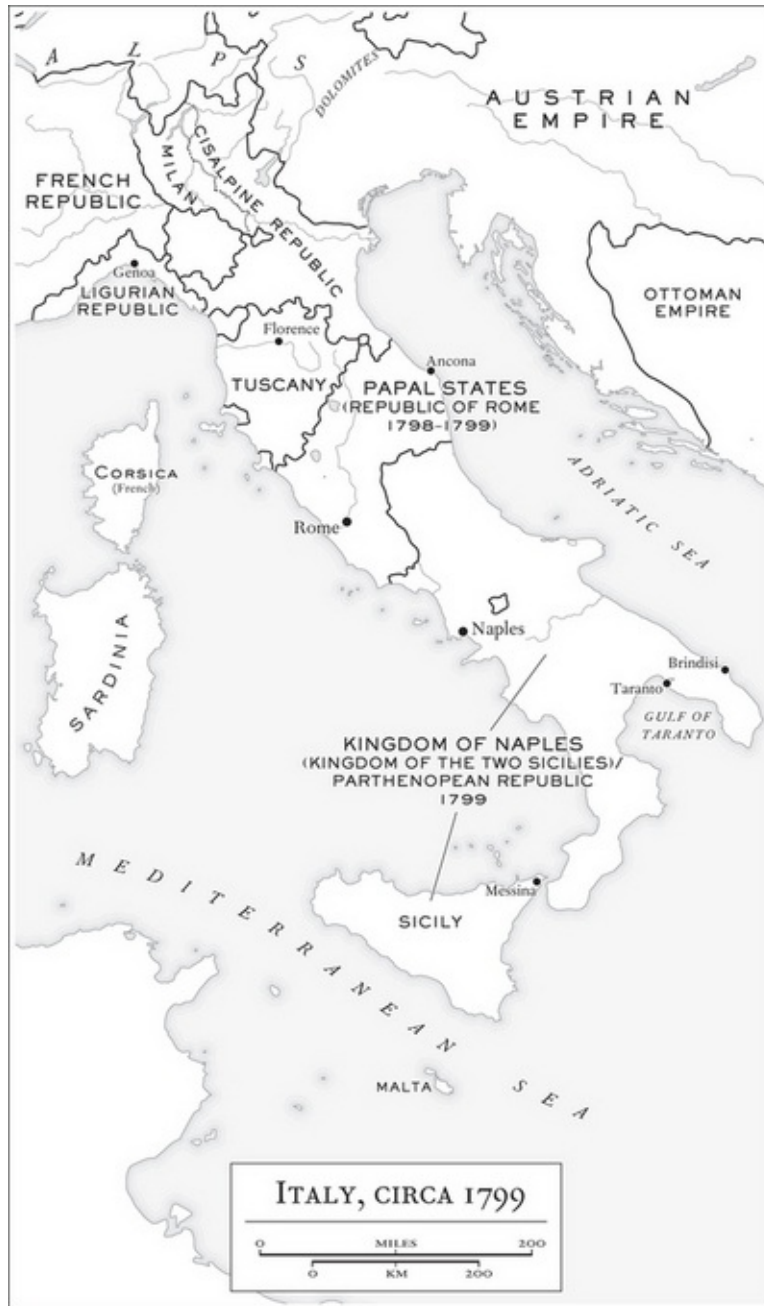 ALPS
DOLOMITES
AUSTRIAN
EMPIRE
MILAN
CISALPINE REPUBLIC
FRENCH
REPUBLIC
Genoa
LIGURIAN
REPUBLIC
OTTOMAN
EMPIRE
Florence
TUSCANY
Ancona
PAPAL STATES
(REPUBLIC OF ROME
1798-1799)
CORSICA
(French)
ADRIATIC SEA
Rome
SARDINIA
Naples
Brindisi
Taranto
GULF OF
TARANTO
KINGDOM OF NAPLES
(KINGDOM OF THE TWO SICILIES)/
PARTHENOPEAN REPUBLIC
1799
MEDITERRANEAN SEA
Messina
SICILY
MALTA
ITALY, CIRCA 1799
0 MILES 200
0 KM 200